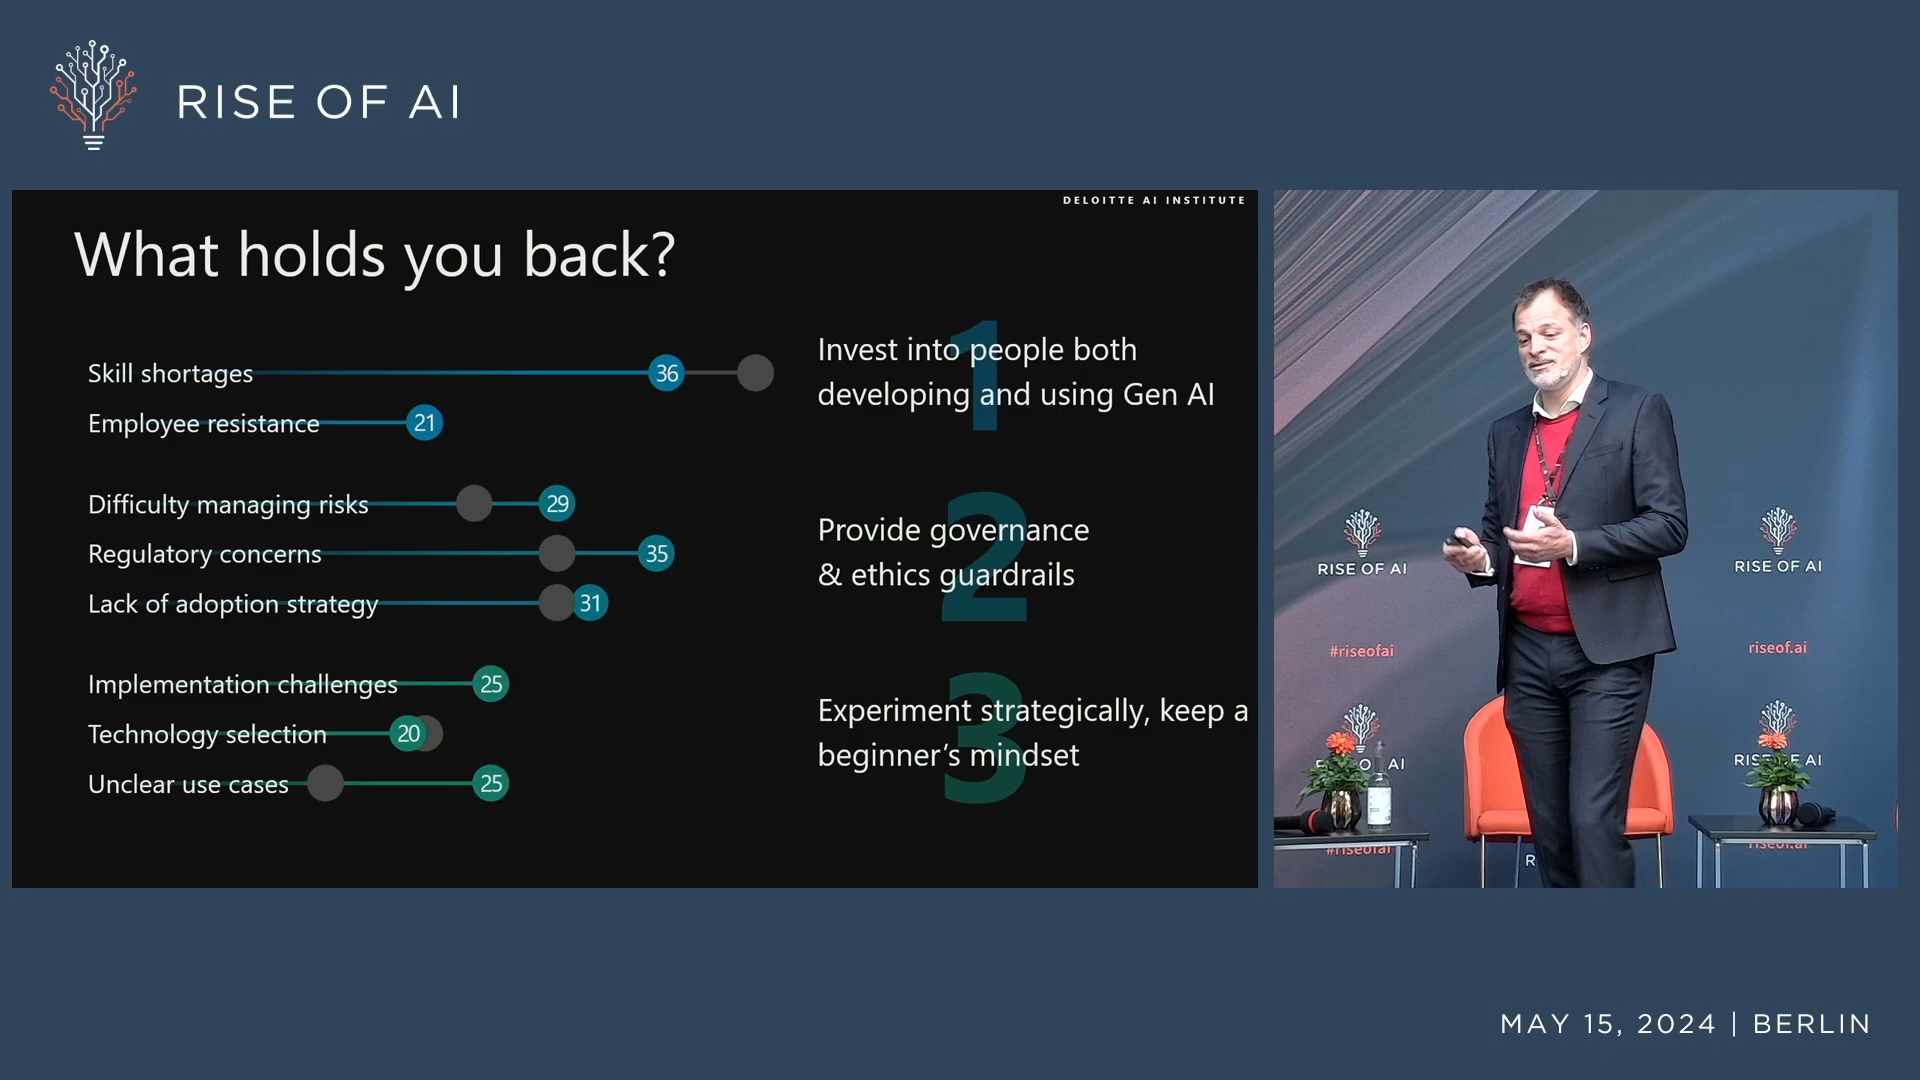 RISE OF AI
DELOITTE AI INSTITUTE
What holds you back?
Skill shortages 36
Employee resistance 21
Difficulty managing risks 29
Regulatory concerns 35
Lack of adoption strategy 31
Implementation challenges 25
Technology selection 20
Unclear use cases 25
1
Invest into people both
developing and using Gen AI
2
Provide governance
& ethics guardrails
3
Experiment strategically, keep a
beginner’s mindset
RISE OF AI
RISE OF AI
#riseofai
riseof.ai
#riseofai
riseof.ai
MAY 15, 2024 | BERLIN